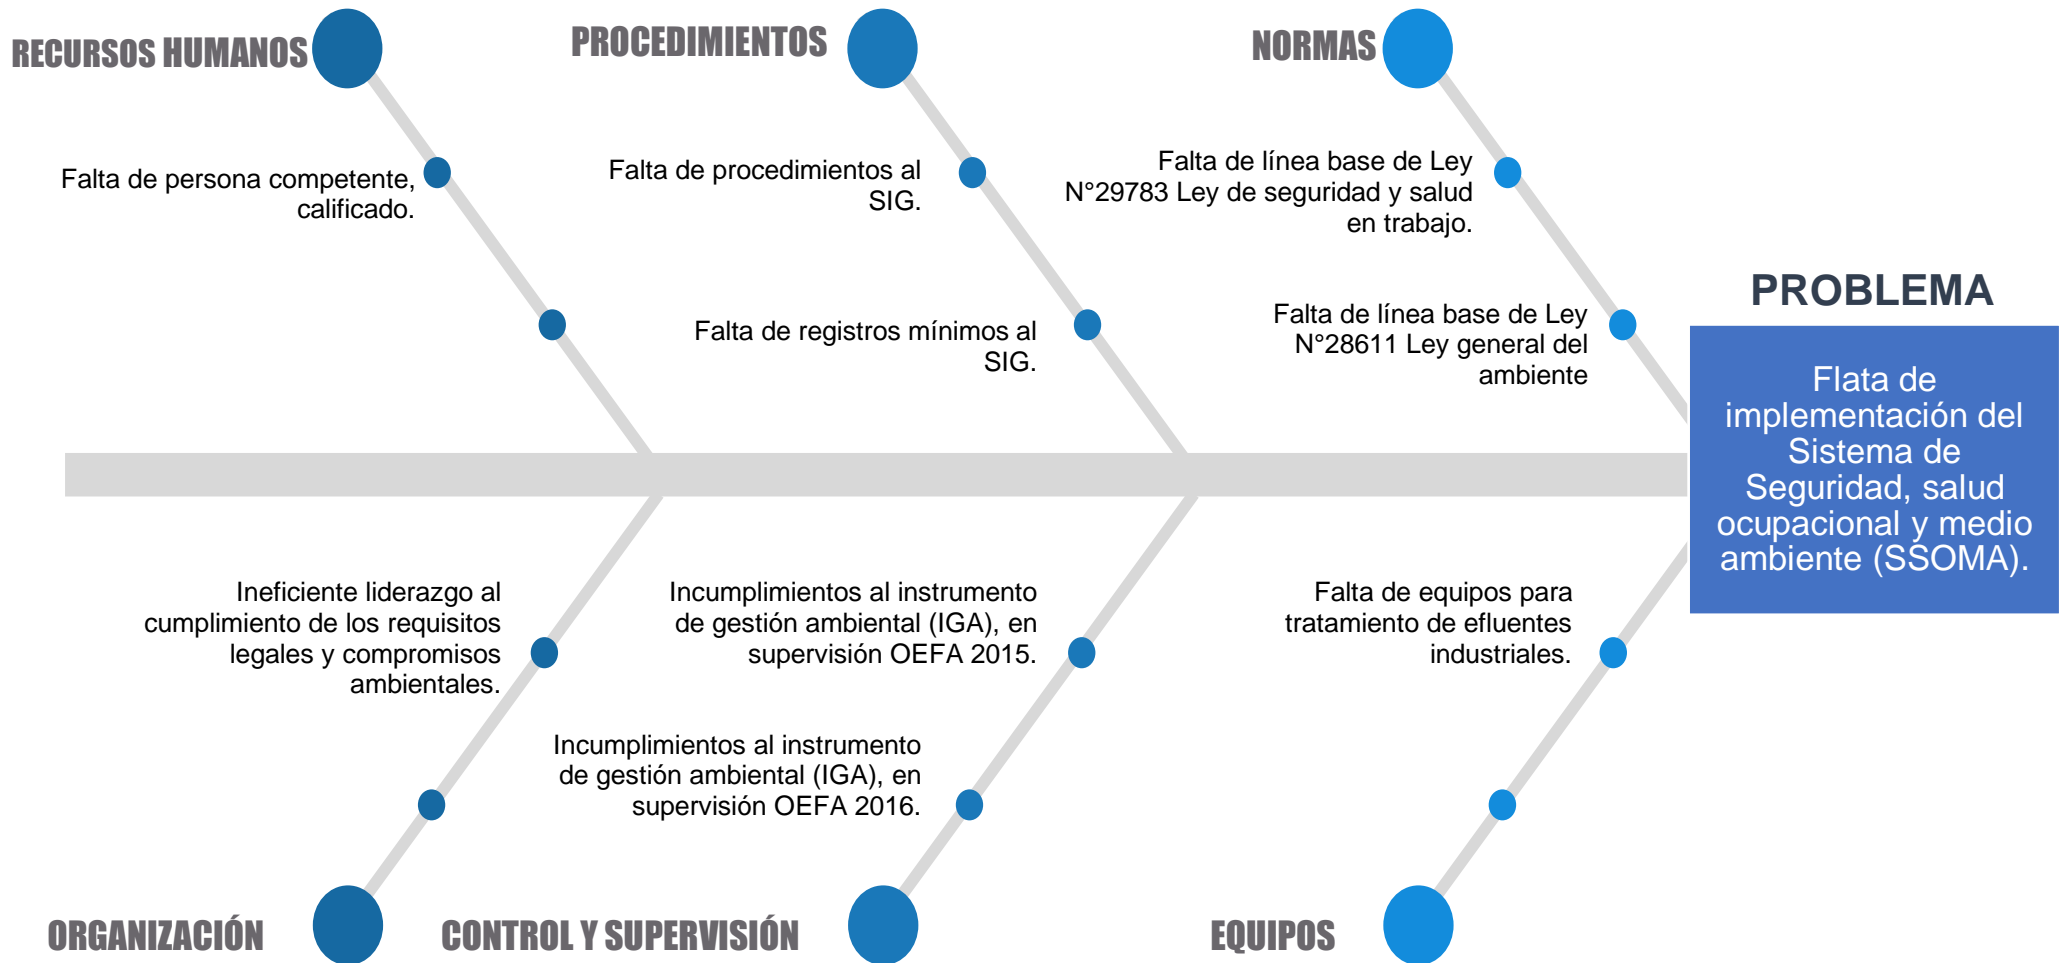 RECURSOS HUMANOS
PROCEDIMIENTOS
NORMAS
Falta de persona competente,
calificado.
Falta de procedimientos al
SIG.
Falta de línea base de Ley
N°29783 Ley de seguridad y salud
en trabajo.
Falta de registros mínimos al
SIG.
Falta de línea base de Ley
N°28611 Ley general del
ambiente
PROBLEMA
Flata de
implementación del
Sistema de
Seguridad, salud
ocupacional y medio
ambiente (SSOMA).
Ineficiente liderazgo al
cumplimiento de los requisitos
legales y compromisos
ambientales.
Incumplimientos al instrumento
de gestión ambiental (IGA), en
supervisión OEFA 2015.
Falta de equipos para
tratamiento de efluentes
industriales.
Incumplimientos al instrumento
de gestión ambiental (IGA), en
supervisión OEFA 2016.
ORGANIZACIÓN
CONTROL Y SUPERVISIÓN
EQUIPOS